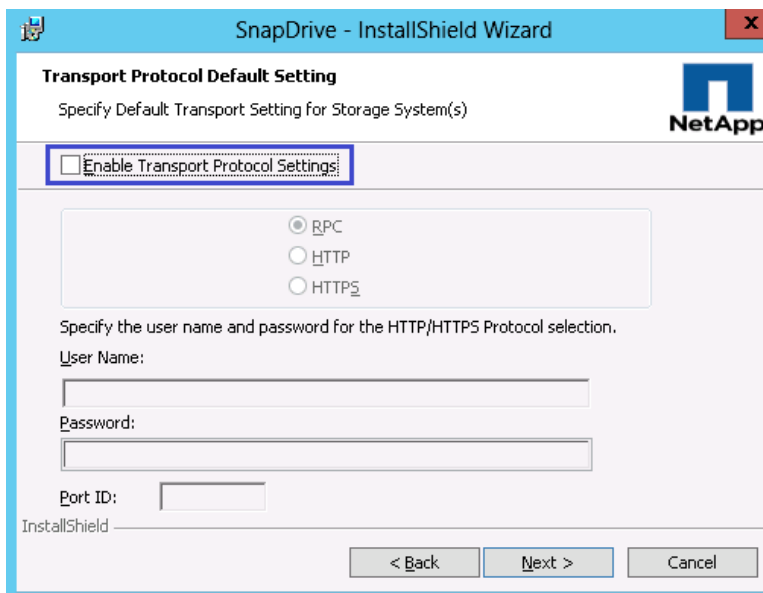 SnapDrive - InstallShield Wizard
x
Transport Protocol Default Setting
Specify Default Transport Setting for Storage System(s)
NetApp
Enable Transport Protocol Settings
RPC
HTTP
HTTPS
Specify the user name and password for the HTTP/HTTPS Protocol selection.
User Name:
Password:
Port ID:
InstallShield
< Back
Next >
Cancel